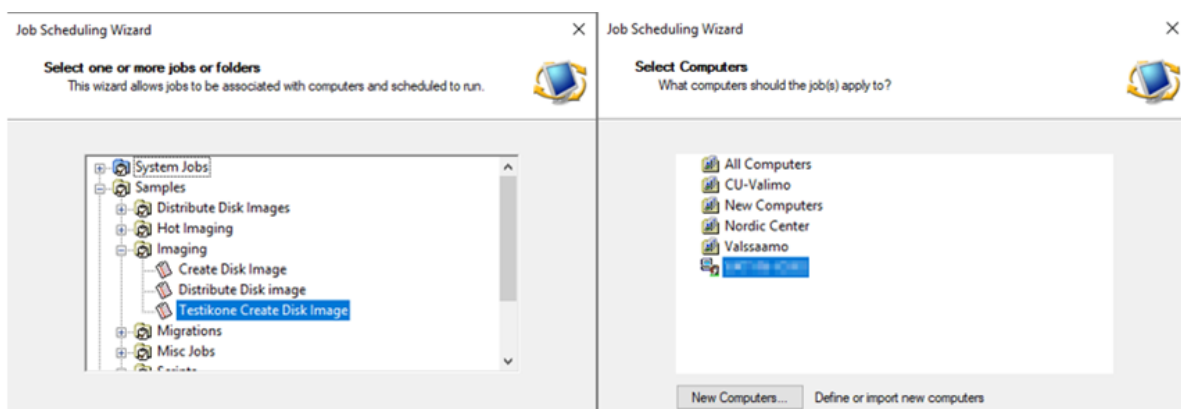 Job Scheduling Wizard
Select one or more jobs or folders
This wizard allows jobs to be associated with computers and scheduled to run.
System Jobs
Samples
Distribute Disk Images
Hot Imaging
Imaging
Create Disk Image
Distribute Disk image
Testikone Create Disk Image
Migrations
Misc Jobs
Job Scheduling Wizard
Select Computers
What computers should the job(s) apply to?
All Computers
CU-Valimo
New Computers
Nordic Center
Valssaamo
New Computers... Define or import new computers